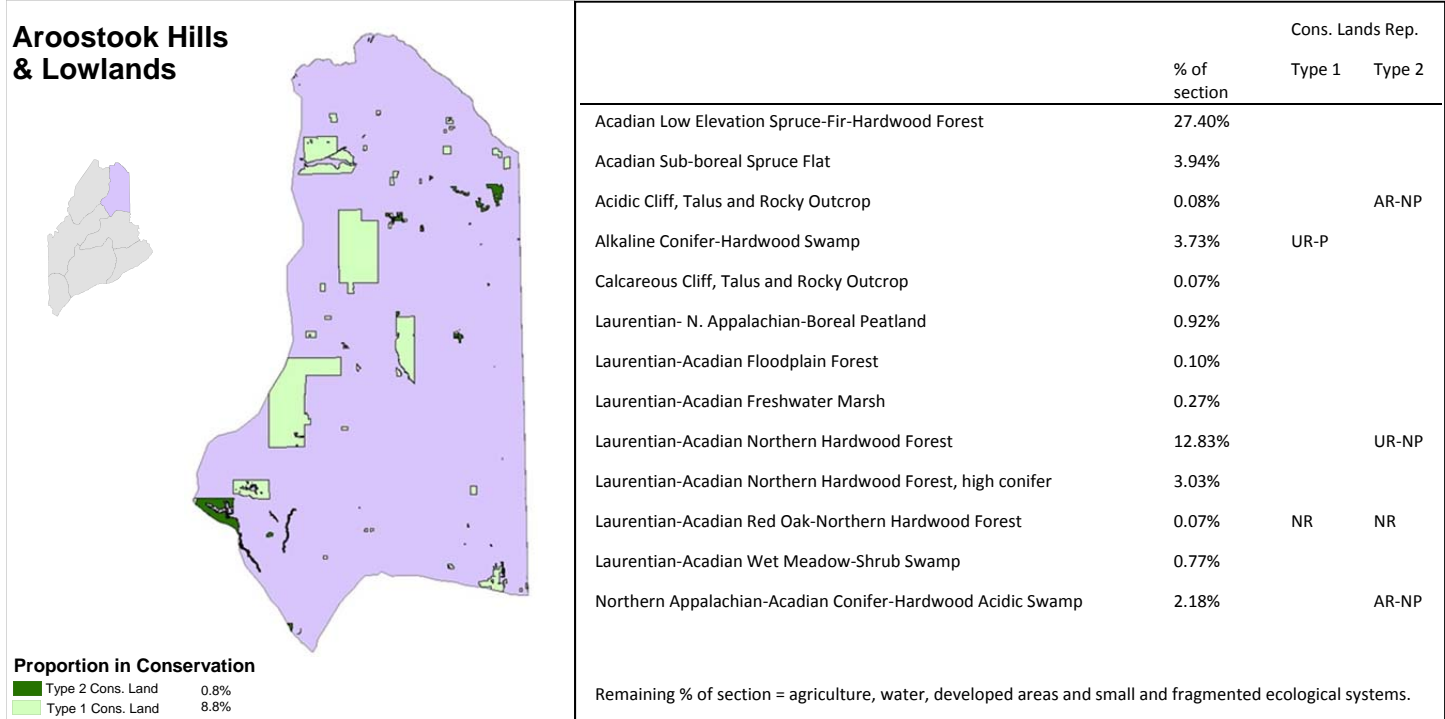 Aroostook Hills
& Lowlands
Proportion in Conservation
Type 2 Cons. Land 0.8%
Type 1 Cons. Land 8.8%
Cons. Lands Rep.
% of Type 1 Type 2
section
Acadian Low Elevation Spruce-Fir-Hardwood Forest 27.40%
Acadian Sub-boreal Spruce Flat 3.94%
Acidic Cliff, Talus and Rocky Outcrop 0.08% AR-NP
Alkaline Conifer-Hardwood Swamp 3.73% UR-P
Calcareous Cliff, Talus and Rocky Outcrop 0.07%
Laurentian- N. Appalachian-Boreal Peatland 0.92%
Laurentian-Acadian Floodplain Forest 0.10%
Laurentian-Acadian Freshwater Marsh 0.27%
Laurentian-Acadian Northern Hardwood Forest 12.83% UR-NP
Laurentian-Acadian Northern Hardwood Forest, high conifer 3.03%
Laurentian-Acadian Red Oak-Northern Hardwood Forest 0.07% NR NR
Laurentian-Acadian Wet Meadow-Shrub Swamp 0.77%
Northern Appalachian-Acadian Conifer-Hardwood Acidic Swamp 2.18% AR-NP
Remaining % of section = agriculture, water, developed areas and small and fragmented ecological systems.